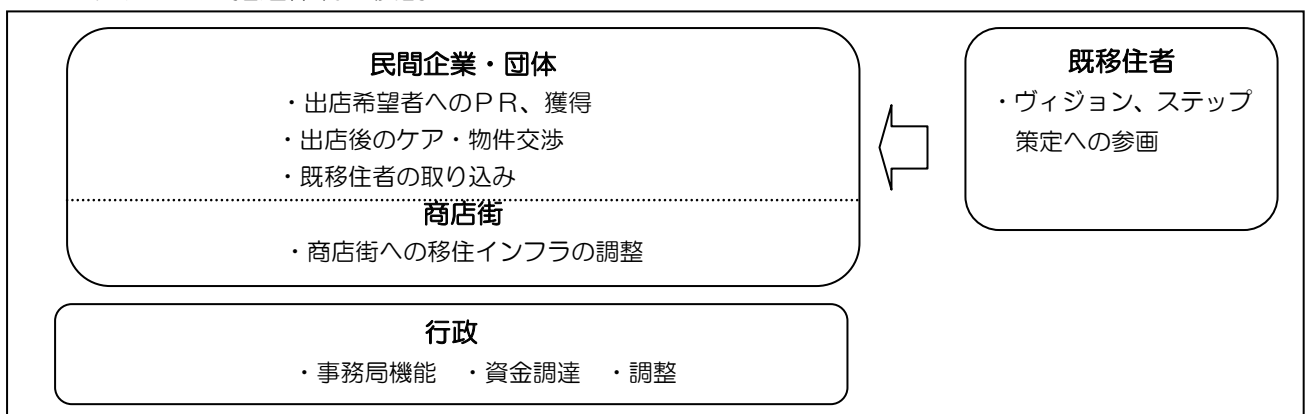 民間企業・団体
・出店希望者へのＰＲ、獲得
・出店後のケア・物件交渉
・既移住者の取り込み
商店街
・商店街への移住インフラの調整
既移住者
・ヴィジョン、ステップ
策定への参画
行政
・事務局機能　・資金調達　・調整